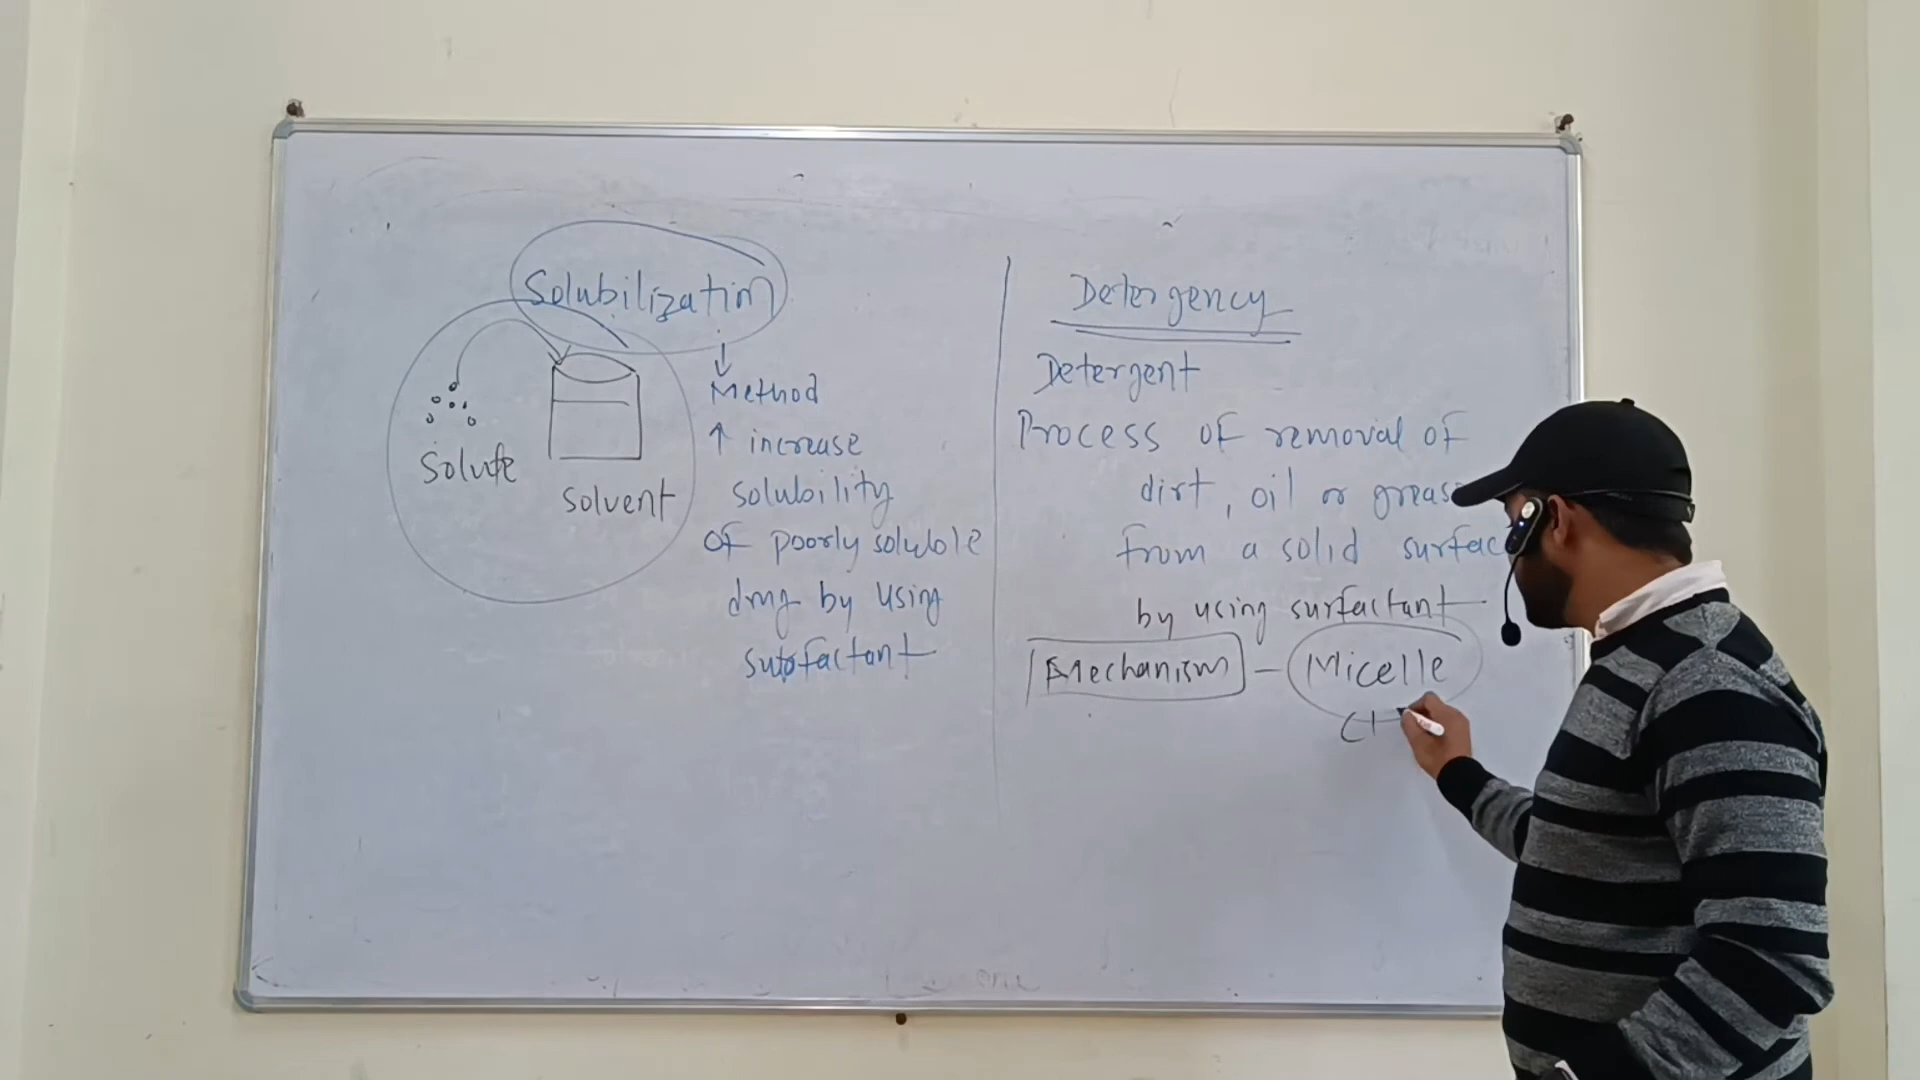 Solubilization
↓
Method
↑ increase
solubility
of poorly soluble
drug by using
surfactant
Solute
solvent
Detergency
Detergent
Process of removal of
dirt, oil or greas
from a solid surfac
by using surfactant
Mechanism - Micelle